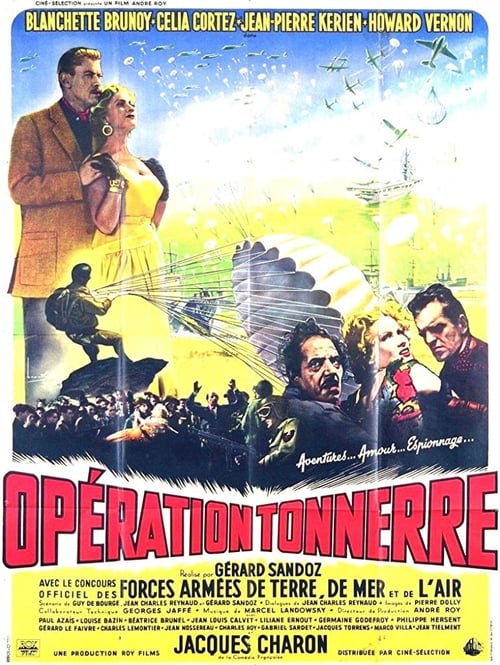 CINÉ-SÉLECTION présente UN FILM ANDRÉ ROY
BLANCHETTE BRUNOY - CELIA CORTEZ - JEAN-PIERRE KERIEN - HOWARD VERNON
Aventures... Amour... Espionnage...
OPÉRATION TONNERRE
Réalisé par GÉRARD SANDOZ
AVEC LE CONCOURS OFFICIEL DES FORCES ARMÉES DE TERRE, DE MER ET DE L'AIR
Scénario de GUY DE BOURGE, JEAN CHARLES REYNAUD et GÉRARD SANDOZ - Dialogues de JEAN CHARLES REYNAUD - Images de PIERRE DOLLY
Collaborateur Technique GEORGES JAFFÉ - Musique de MARCEL LANDOWSKY - Directeur de Production ANDRÉ ROY
PAUL AZAIS - LOUISE BAZIN - BÉATRICE BRUNEL - JEAN LOUIS CALVET - LILIANE ERNOUT - GERMAINE GODEFROY - PHILIPPE HERSENT
GÉRARD LE FAIVRE - CHARLES LEMONTIER - JEAN NOSSEREAU - CHARLES ROY - GABRIEL SARDET - JACQUES TORRENS - MARCO VILLA - JEAN TIELMENT
UNE PRODUCTION ROY FILMS JACQUES CHARON DISTRIBUÉE PAR CINÉ-SÉLECTION
de la Comédie Française